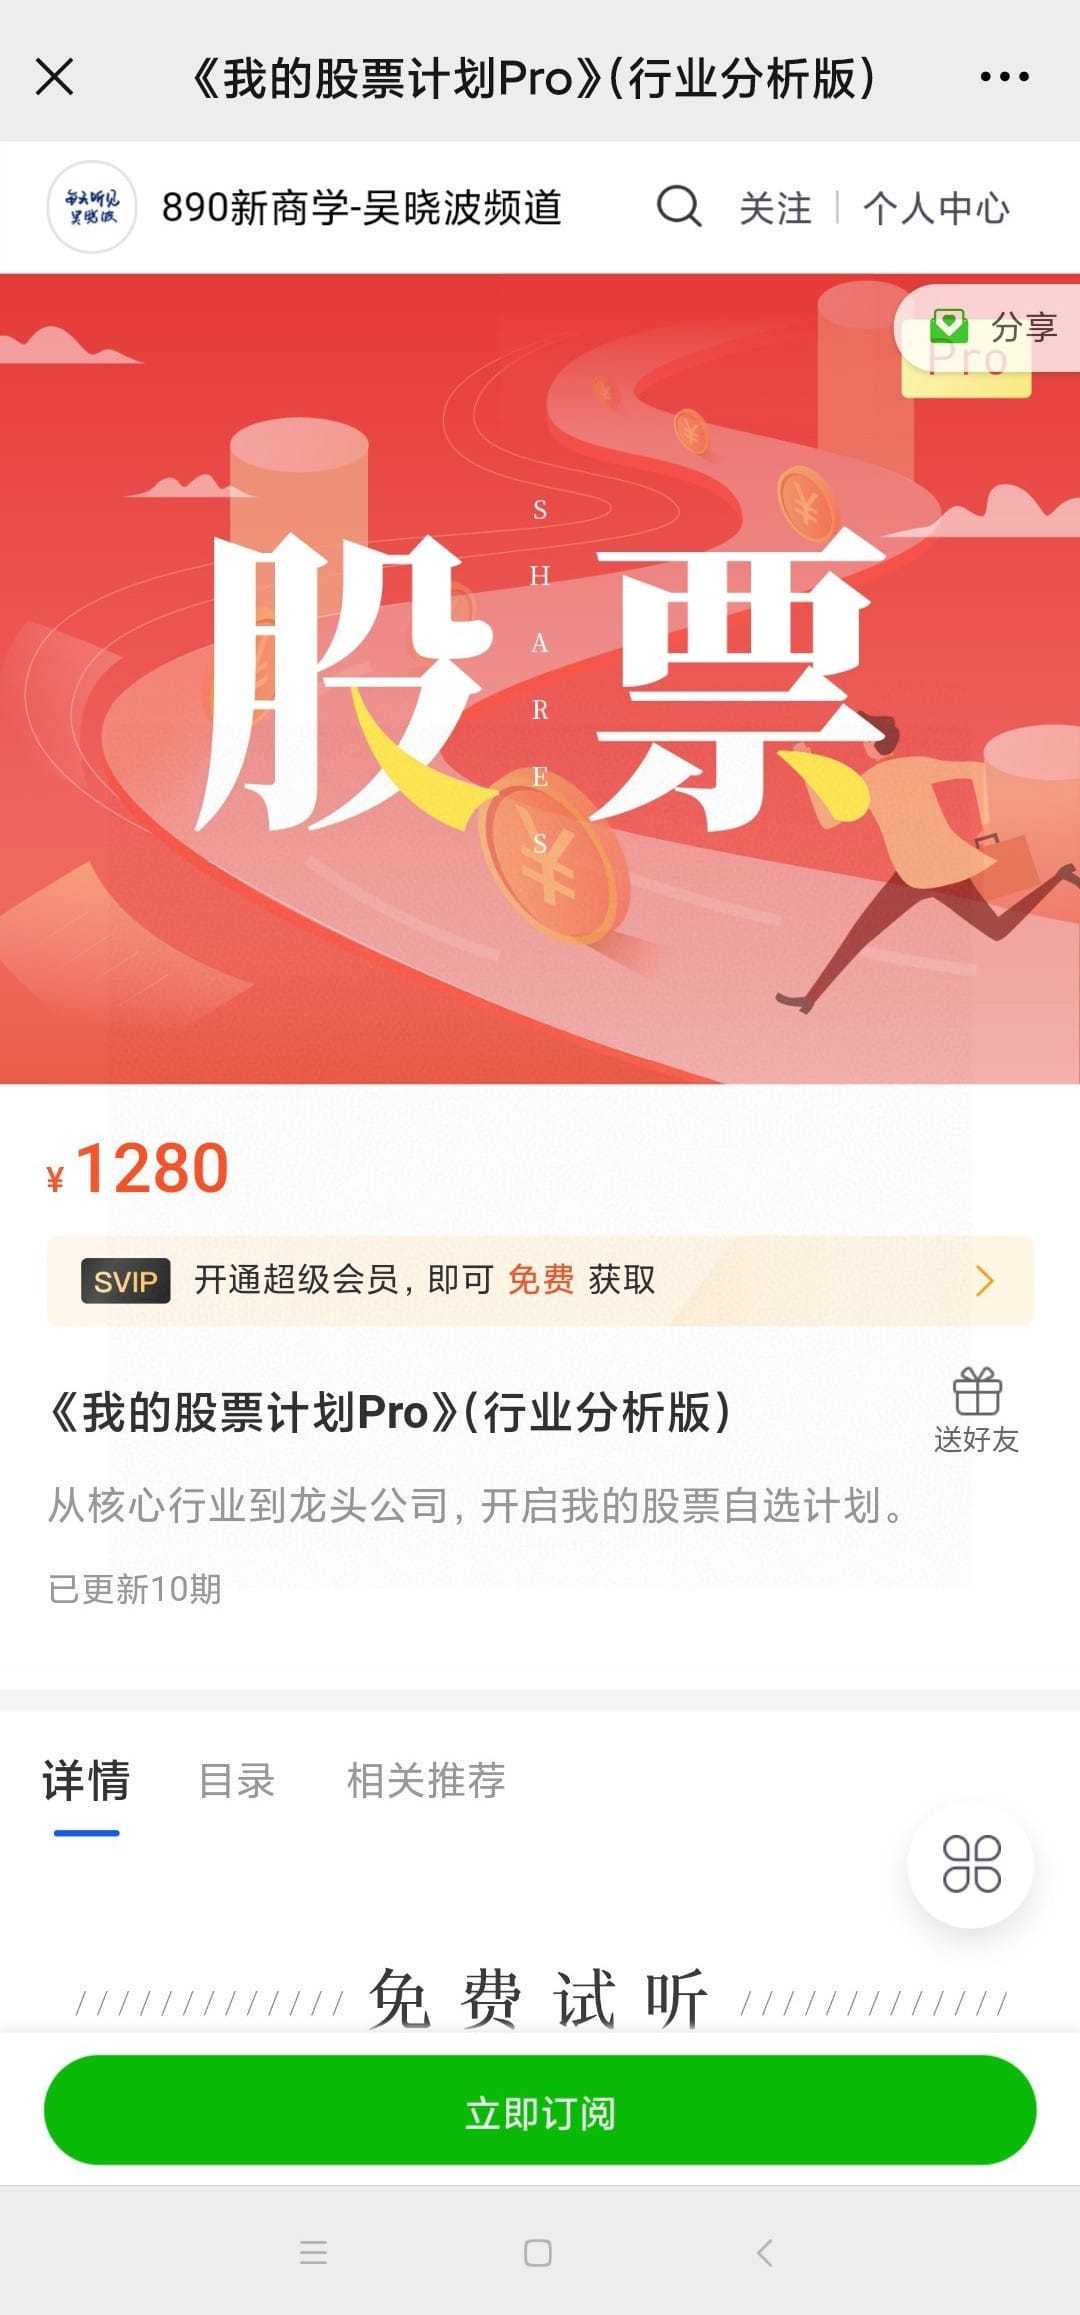 《我的股票计划Pro》(行业分析版)
每天听见
吴晓波
890新商学-吴晓波频道
关注
个人中心
分享
Pro
股票
SHARES
¥1280
SVIP 开通超级会员,即可 免费 获取
《我的股票计划Pro》(行业分析版)
送好友
从核心行业到龙头公司,开启我的股票自选计划。
已更新10期
详情 目录 相关推荐
免费试听
立即订阅